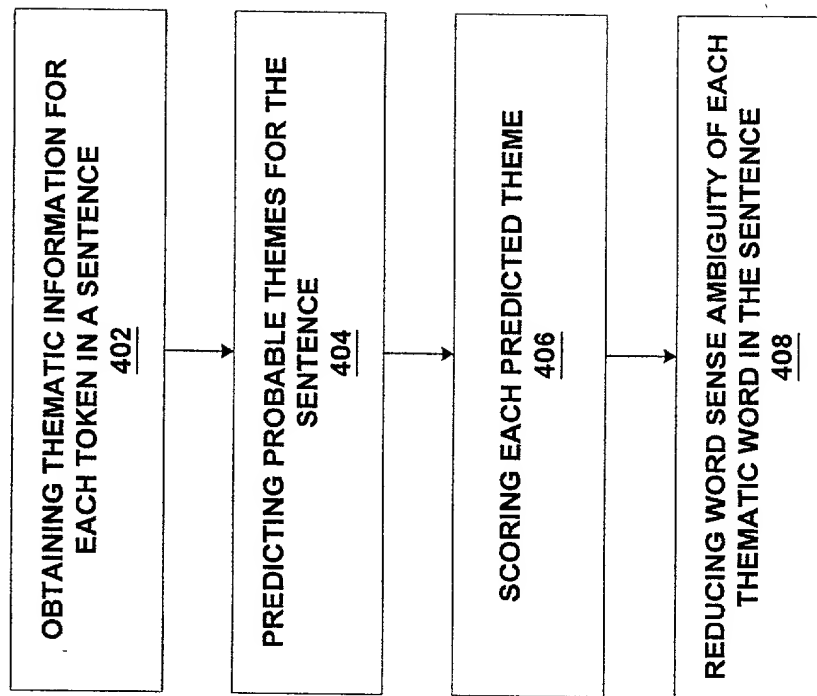 OBTAINING THEMATIC INFORMATION FOR
EACH TOKEN IN A SENTENCE
402
PREDICTING PROBABLE THEMES FOR THE
SENTENCE
404
SCORING EACH PREDICTED THEME
406
REDUCING WORD SENSE AMBIGUITY OF EACH
THEMATIC WORD IN THE SENTENCE
408